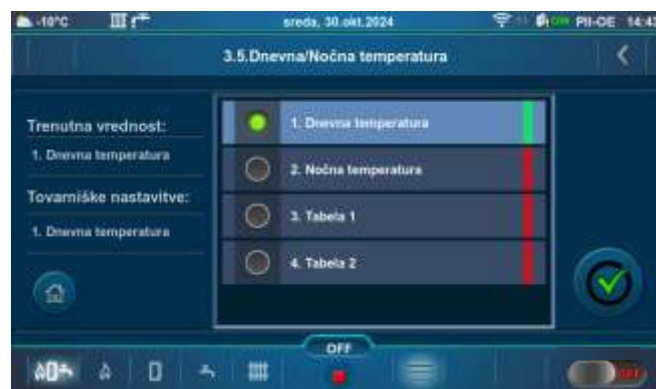 -10°C
sreda, 30.okt.2024
PII-OE 14:43
3.5.Dnevna/Nočna temperatura
Trenutna vrednost:
1. Dnevna temperatura
Tovarniške nastavitve:
1. Dnevna temperatura
1. Dnevna temperatura
2. Nočna temperatura
3. Tabela 1
4. Tabela 2
OFF
OFF